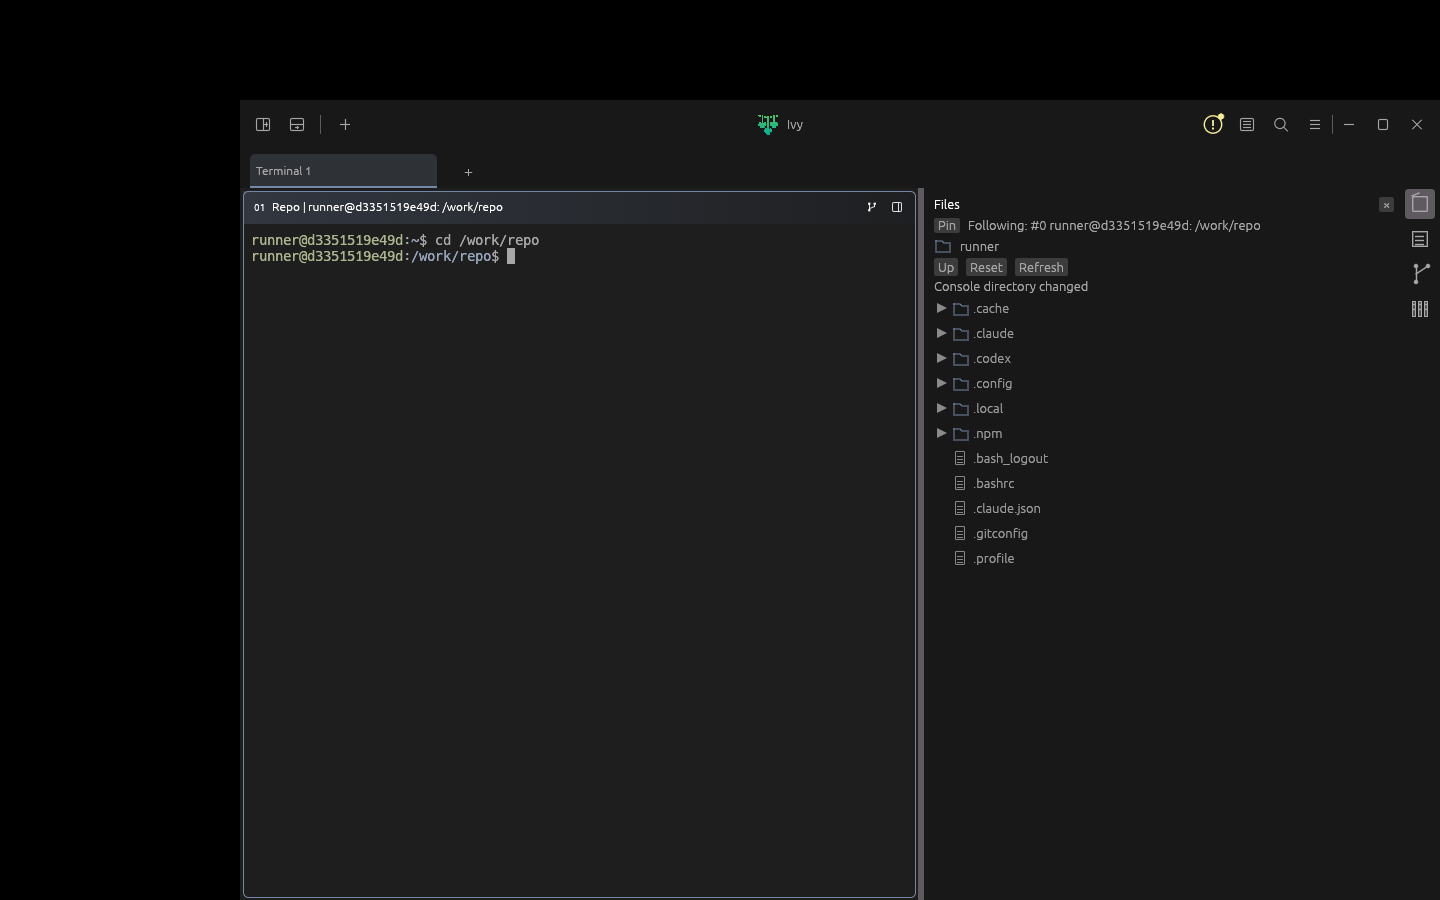 Ivy
Terminal 1
01 Repo | runner@d3351519e49d: /work/repo
runner@d3351519e49d:~$ cd /work/repo
runner@d3351519e49d:/work/repo$
Files
Pin Following: #0 runner@d3351519e49d: /work/repo
runner
Up Reset Refresh
Console directory changed
.cache
.claude
.codex
.config
.local
.npm
.bash_logout
.bashrc
.claude.json
.gitconfig
.profile